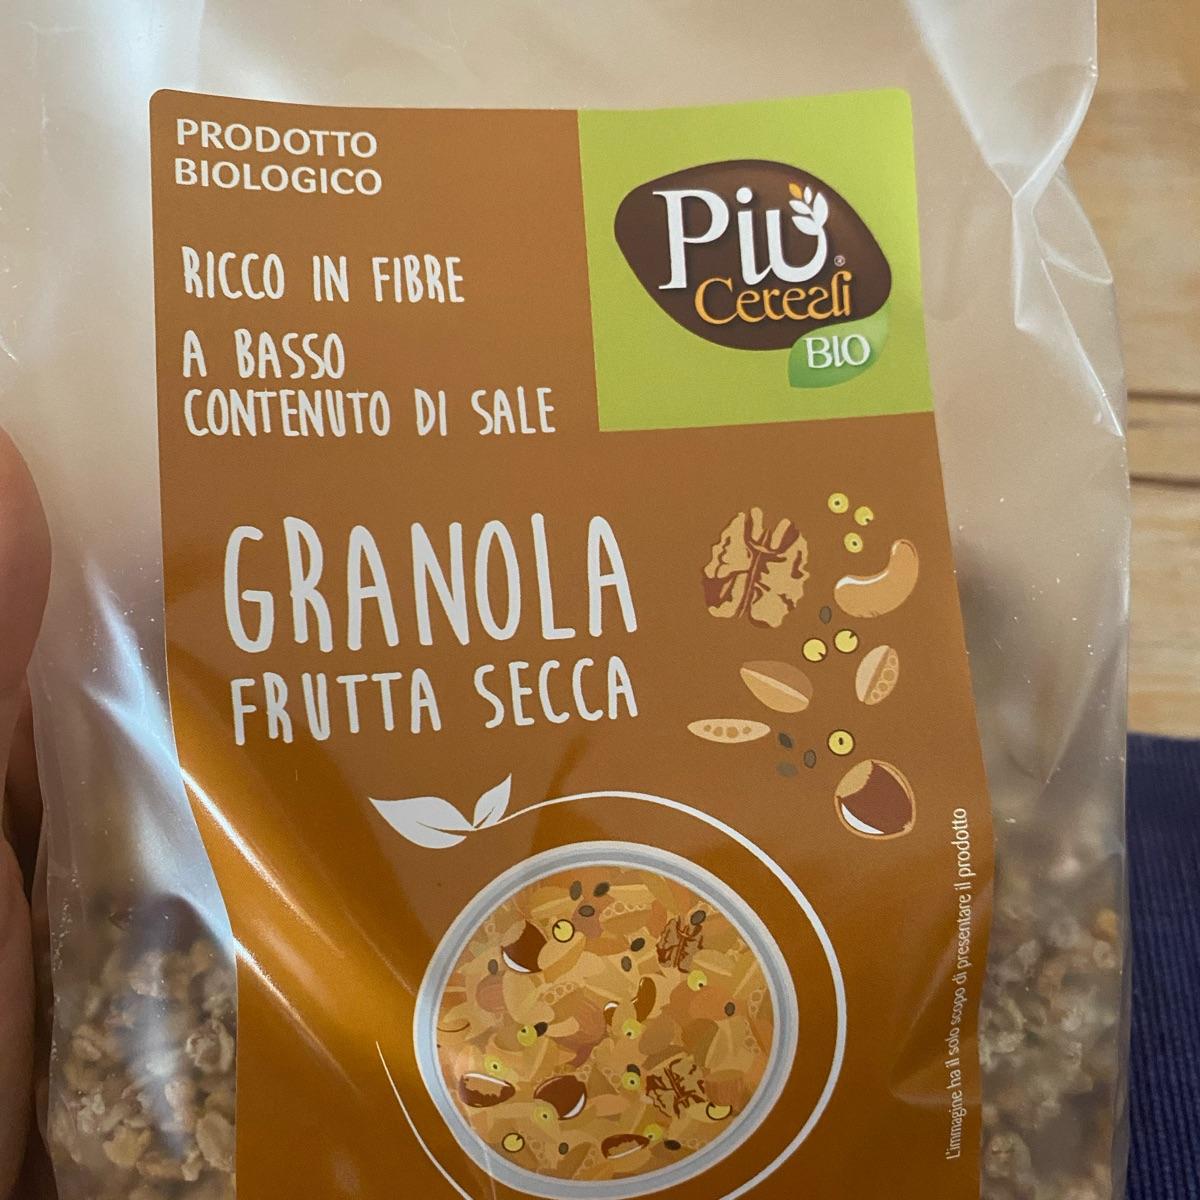 PRODOTTO
BIOLOGICO
RICCO IN FIBRE
A BASSO
CONTENUTO DI SALE
Più®
Cereali
BIO
GRANOLA
FRUTTA SECCA
L'immagine ha il solo scopo di presentare il prodotto